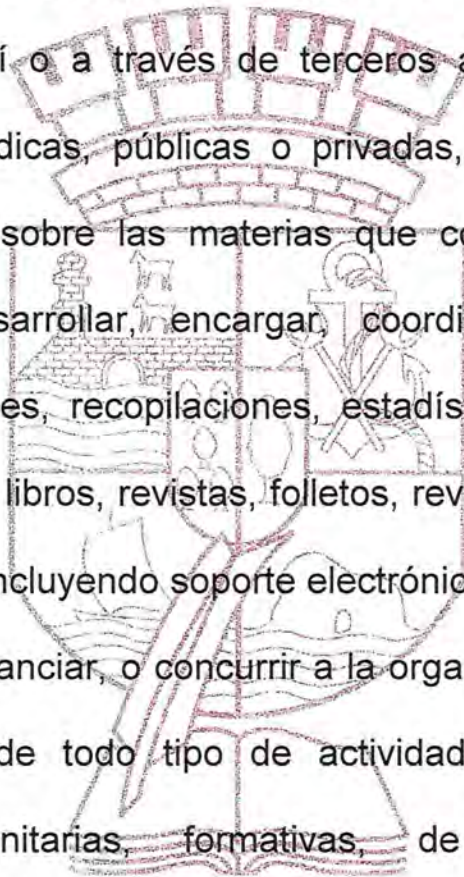 í o a través de terceros a
dicas, públicas o privadas,
sobre las materias que co
sarrollar, encargar, coordi
es, recopilaciones, estadís
libros, revistas, folletos, rev
ncluyendo soporte electrónic
anciar, o concurrir a la orga
de todo tipo de actividad
nitarias, formativas, de